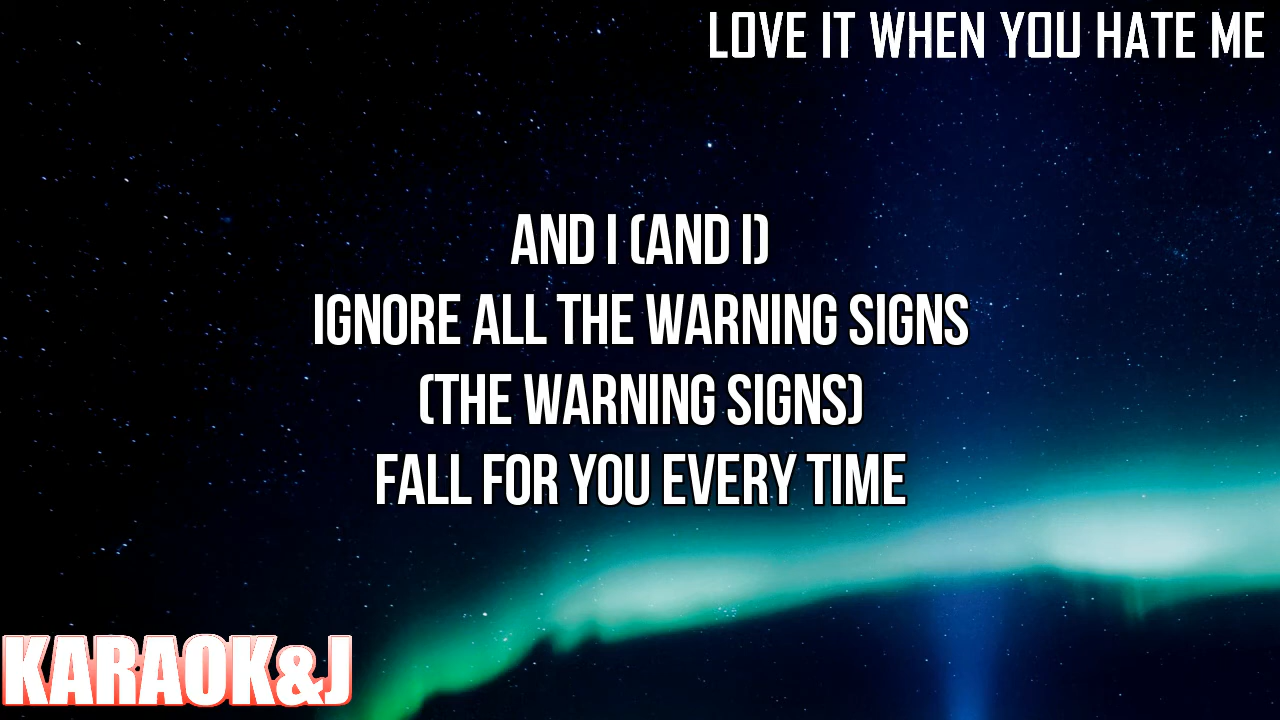 LOVE IT WHEN YOU HATE ME
AND I (AND I)
IGNORE ALL THE WARNING SIGNS
(THE WARNING SIGNS)
FALL FOR YOU EVERY TIME
KARAOK&J